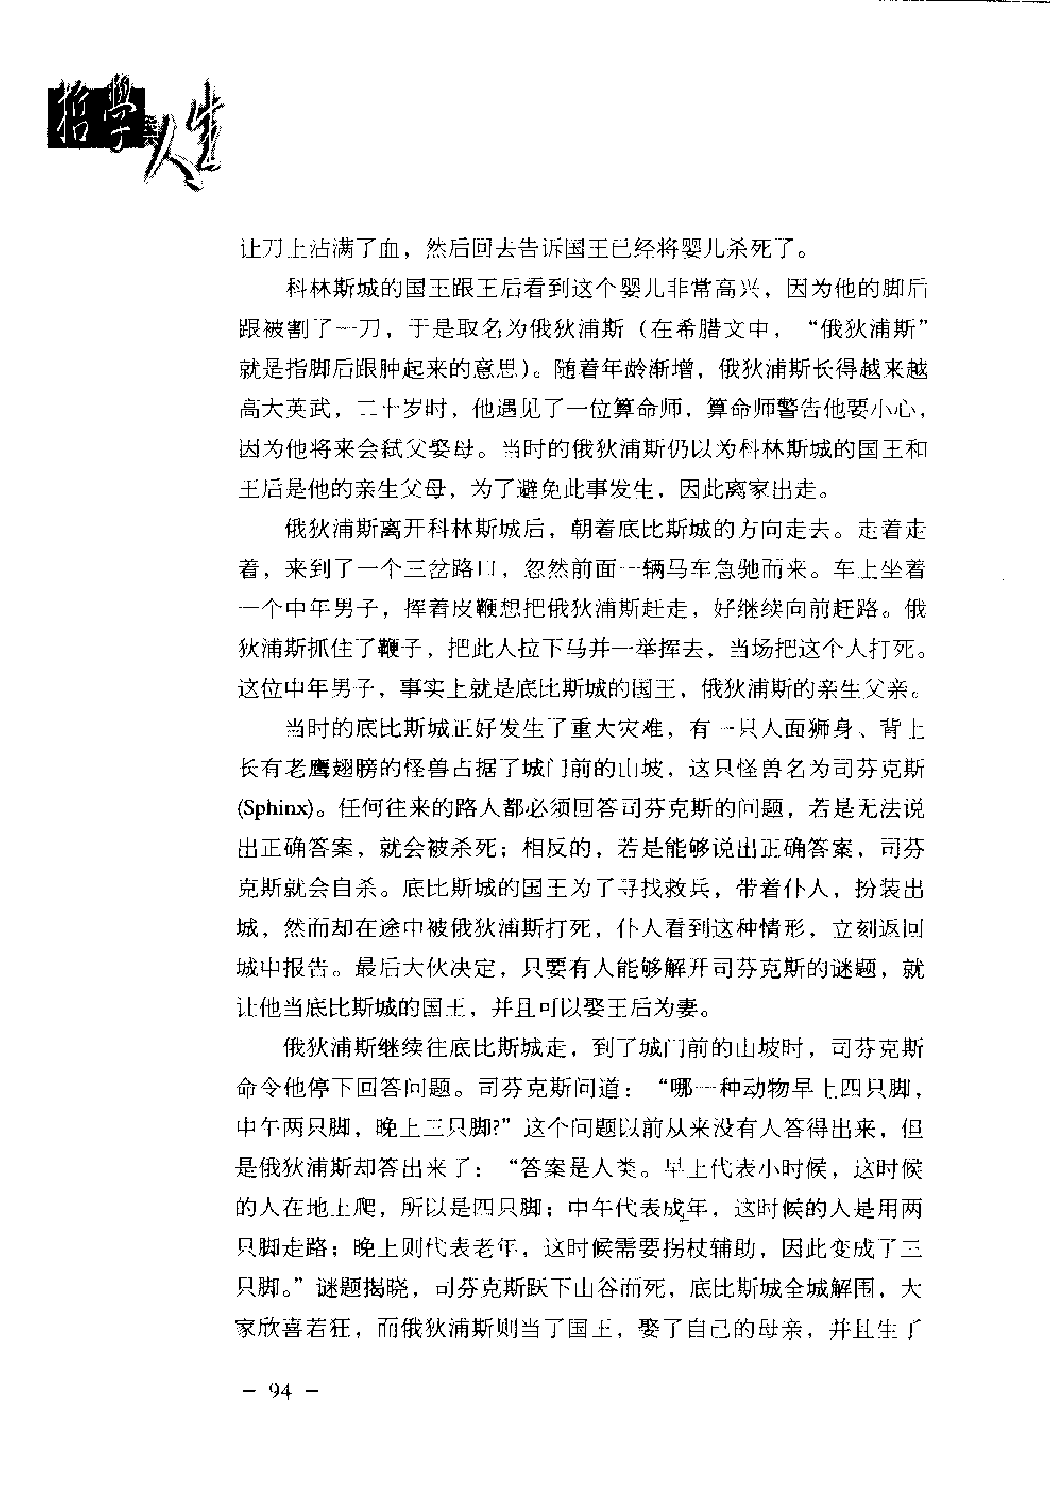 哲學与人生
让刀上沾满了血，然后回去告诉国王已经将婴儿杀死了。
科林斯城的国王跟王后看到这个婴儿非常高兴，因为他的脚后
跟被割了一刀，于是取名为俄狄浦斯（在希腊文中，“俄狄浦斯”
就是指脚后跟肿起来的意思）。随着年龄渐增，俄狄浦斯长得越来越
高大英武，二十岁时，他遇见了一位算命师，算命师警告他要小心，
因为他将来会弑父娶母。当时的俄狄浦斯仍以为科林斯城的国王和
王后是他的亲生父母，为了避免此事发生，因此离家出走。
俄狄浦斯离开科林斯城后，朝着底比斯城的方向走去。走着走
着，来到了一个三岔路口，忽然前面一辆马车急驰而来。车上坐着
一个中年男子，挥着皮鞭想把俄狄浦斯赶走，好继续向前赶路。俄
狄浦斯抓住了鞭子，把此人拉下马并一举挥去，当场把这个人打死。
这位中年男子，事实上就是底比斯城的国王，俄狄浦斯的亲生父亲。
当时的底比斯城正好发生了重大灾难，有一只人面狮身、背上
长有老鹰翅膀的怪兽占据了城门前的山坡，这只怪兽名为司芬克斯
(Sphinx)。任何往来的路人都必须回答司芬克斯的问题，若是无法说
出正确答案，就会被杀死；相反的，若是能够说出正确答案，司芬
克斯就会自杀。底比斯城的国王为了寻找救兵，带着仆人，扮装出
城，然而却在途中被俄狄浦斯打死，仆人看到这种情形，立刻返回
城中报告。最后大伙决定，只要有人能够解开司芬克斯的谜题，就
让他当底比斯城的国王，并且可以娶王后为妻。
俄狄浦斯继续往底比斯城走，到了城门前的山坡时，司芬克斯
命令他停下回答问题。司芬克斯问道：“哪一种动物早上四只脚，
中午两只脚，晚上三只脚?”这个问题以前从来没有人答得出来，但
是俄狄浦斯却答出来了：“答案是人类。早上代表小时候，这时候
的人在地上爬，所以是四只脚；中午代表成年，这时候的人是用两
只脚走路；晚上则代表老年，这时候需要拐杖辅助，因此变成了三
只脚。”谜题揭晓，司芬克斯跃下山谷而死，底比斯城全城解围，大
家欣喜若狂，而俄狄浦斯则当了国王，娶了自己的母亲，并且生了
－ 94 －